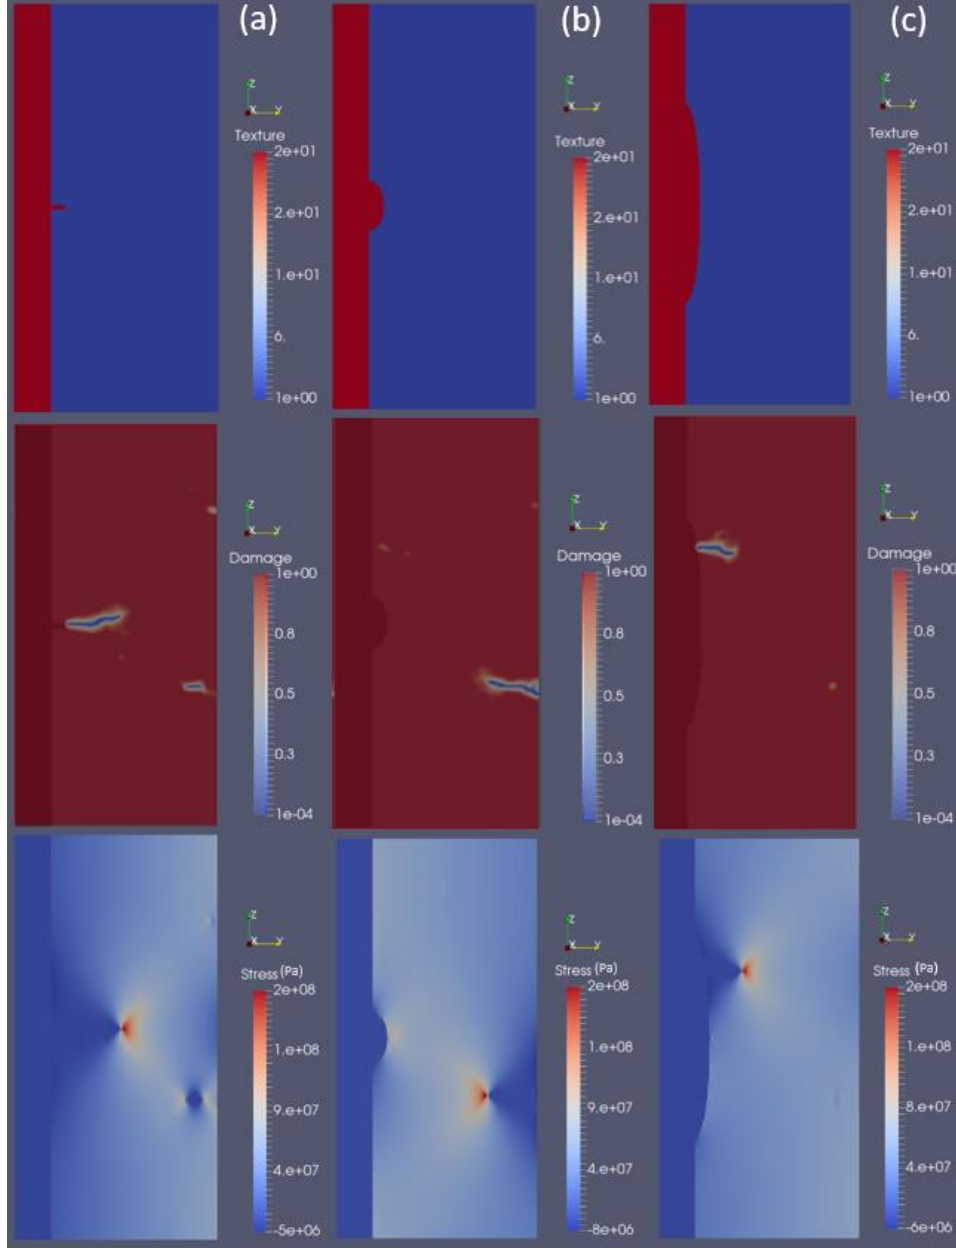 (a)
(b)
(c)
Z
X Y
Texture
2e+01
2.e+01
1.e+01
6.
1e+00
Z
X Y
Texture
2e+01
2.e+01
1.e+01
6.
1e+00
Z
X Y
Texture
2e+01
2.e+01
1.e+01
6.
1e+00
Z
X Y
Damage
1e+00
0.8
0.5
0.3
1e-04
Z
X Y
Damage
1e+00
0.8
0.5
0.3
1e-04
Z
X Y
Damage
1e+00
0.8
0.5
0.3
1e-04
Z
X Y
Stress (Pa)
2e+08
1.e+08
9.e+07
4.e+07
-5e+06
Z
X Y
Stress (Pa)
2e+08
1.e+08
9.e+07
4.e+07
-8e+06
Z
X Y
Stress (Pa)
2e+08
1.e+08
8.e+07
4.e+07
-6e+06